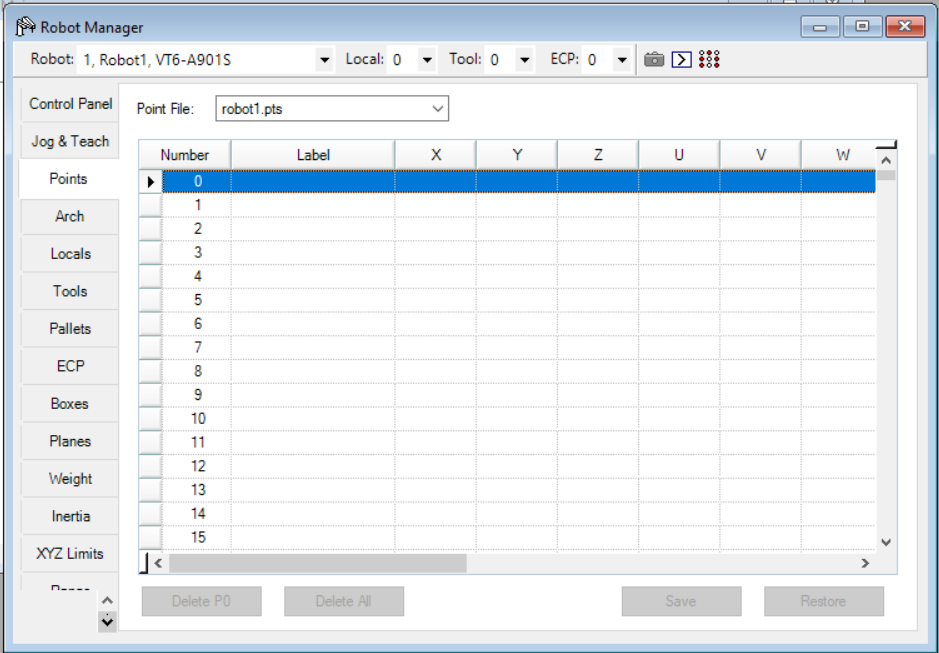 Robot Manager
Robot: 1, Robot1, VT6-A901S Local: 0 Tool: 0 ECP: 0
Control Panel
Jog & Teach
Points
Arch
Locals
Tools
Pallets
ECP
Boxes
Planes
Weight
Inertia
XYZ Limits
Point File: robot1.pts
Number Label X Y Z U V W
0
1
2
3
4
5
6
7
8
9
10
11
12
13
14
15
Delete P0 Delete All Save Restore